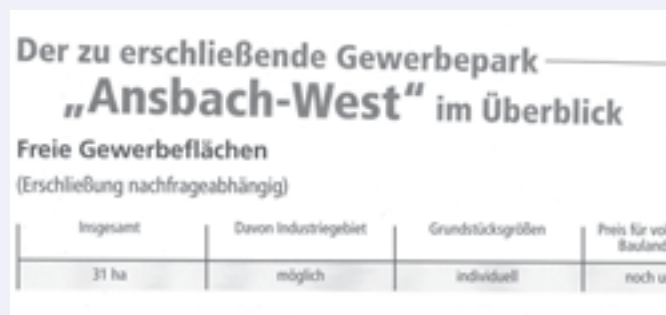 Der zu erschließende Gewerbepark
„Ansbach-West“ im Überblick
Freie Gewerbeflächen
(Erschließung nachfrageabhängig)
Insgesamt Davon Industriegebiet Grundstücksgrößen Preis für
31 ha möglich individuell noch